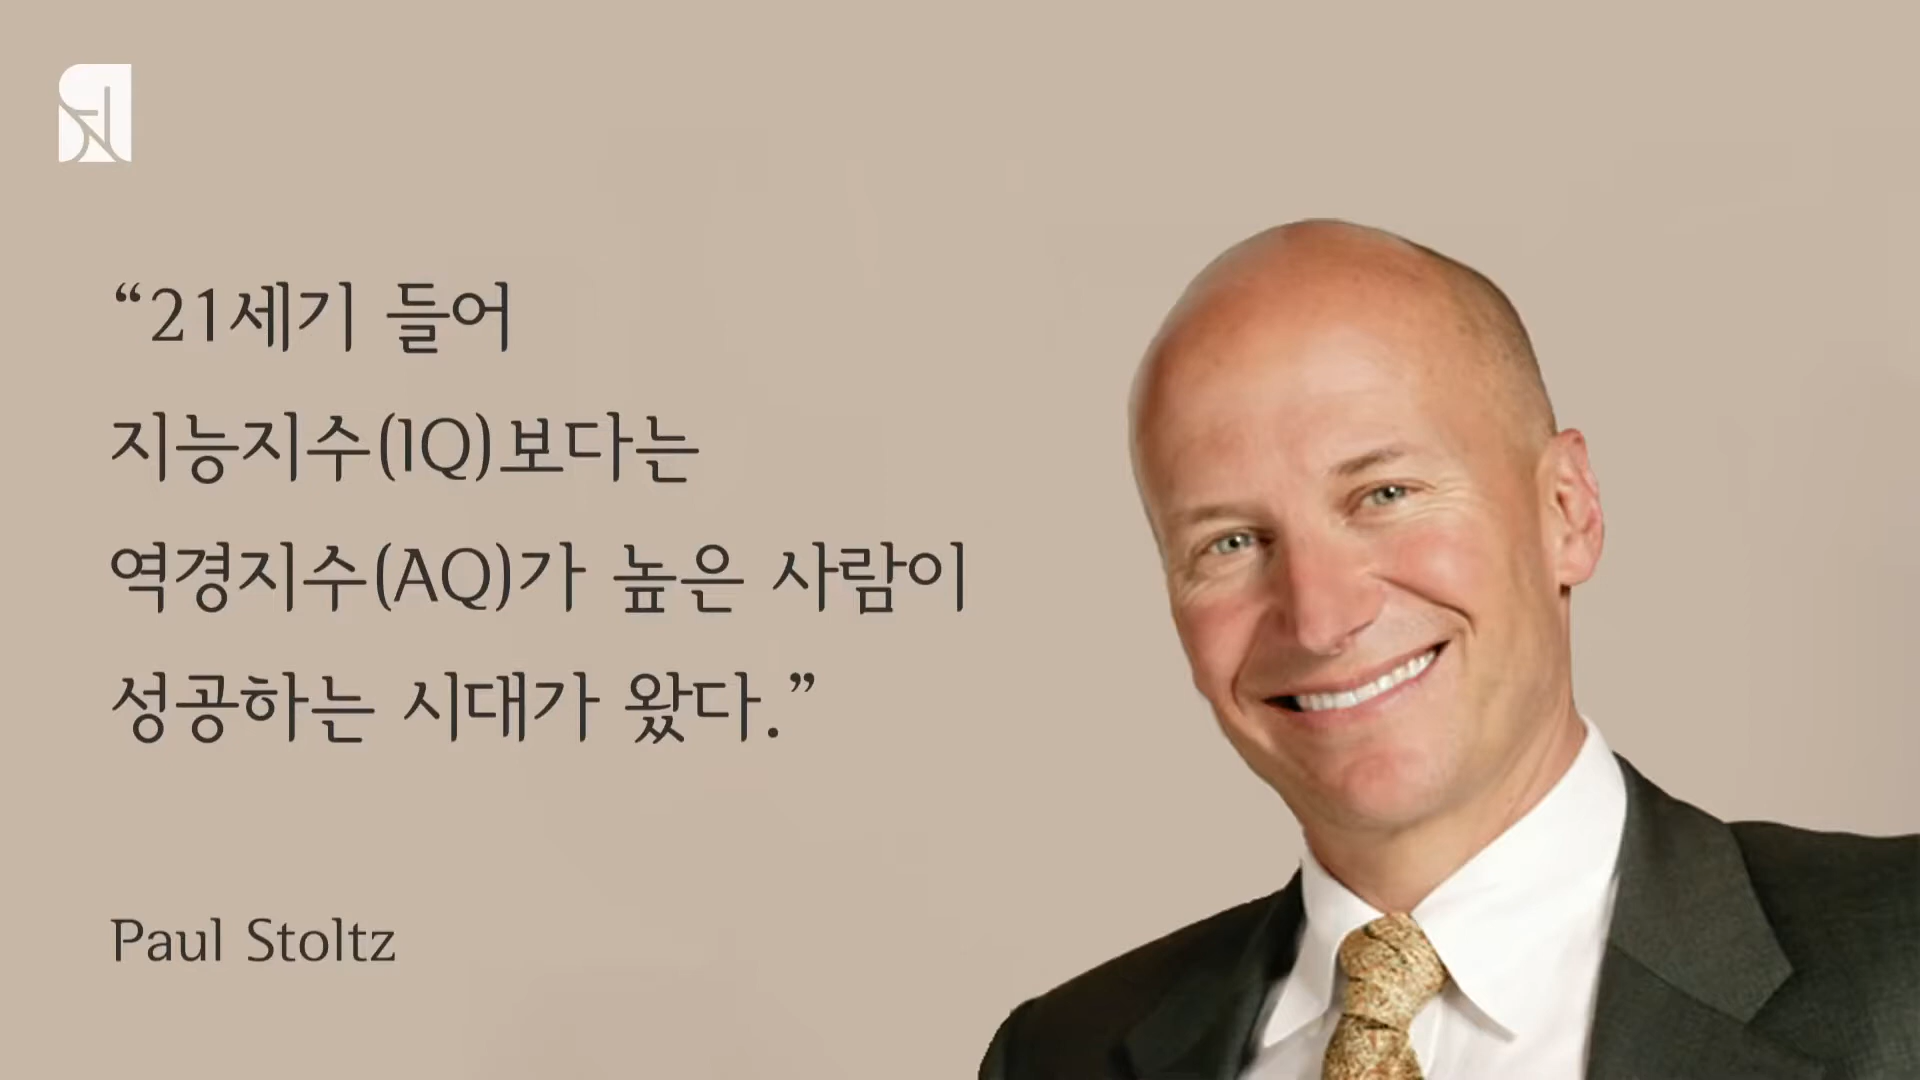 “21세기 들어
지능지수(IQ)보다는
역경지수(AQ)가 높은 사람이
성공하는 시대가 왔다.”
Paul Stoltz